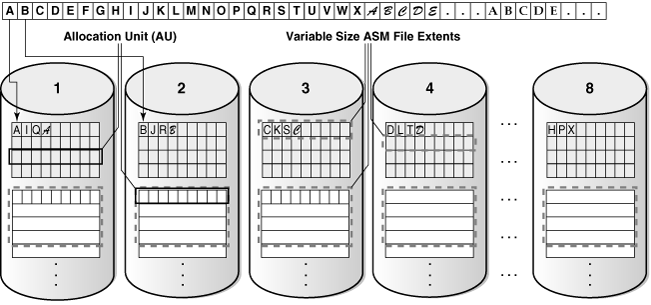 A B C D E F G H I J K L M N O P Q R S T U V W X A B C D E . . . . A B C D E . . .
Allocation Unit (AU) Variable Size ASM File Extents
1 2 3 4 8
A I Q A B J R B C K S C D L T D . . . H P X
. . .
. . .
. . .
. . .